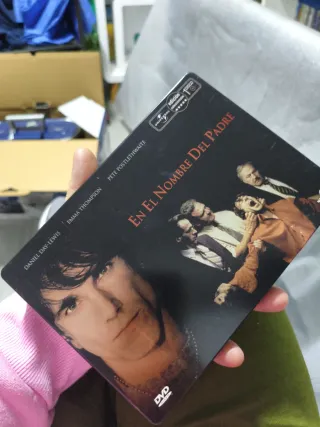 DANIEL DAY-LEWIS
EMMA THOMPSON
PETE POSTLETHWAITE
EN EL NOMBRE DEL PADRE
DVD